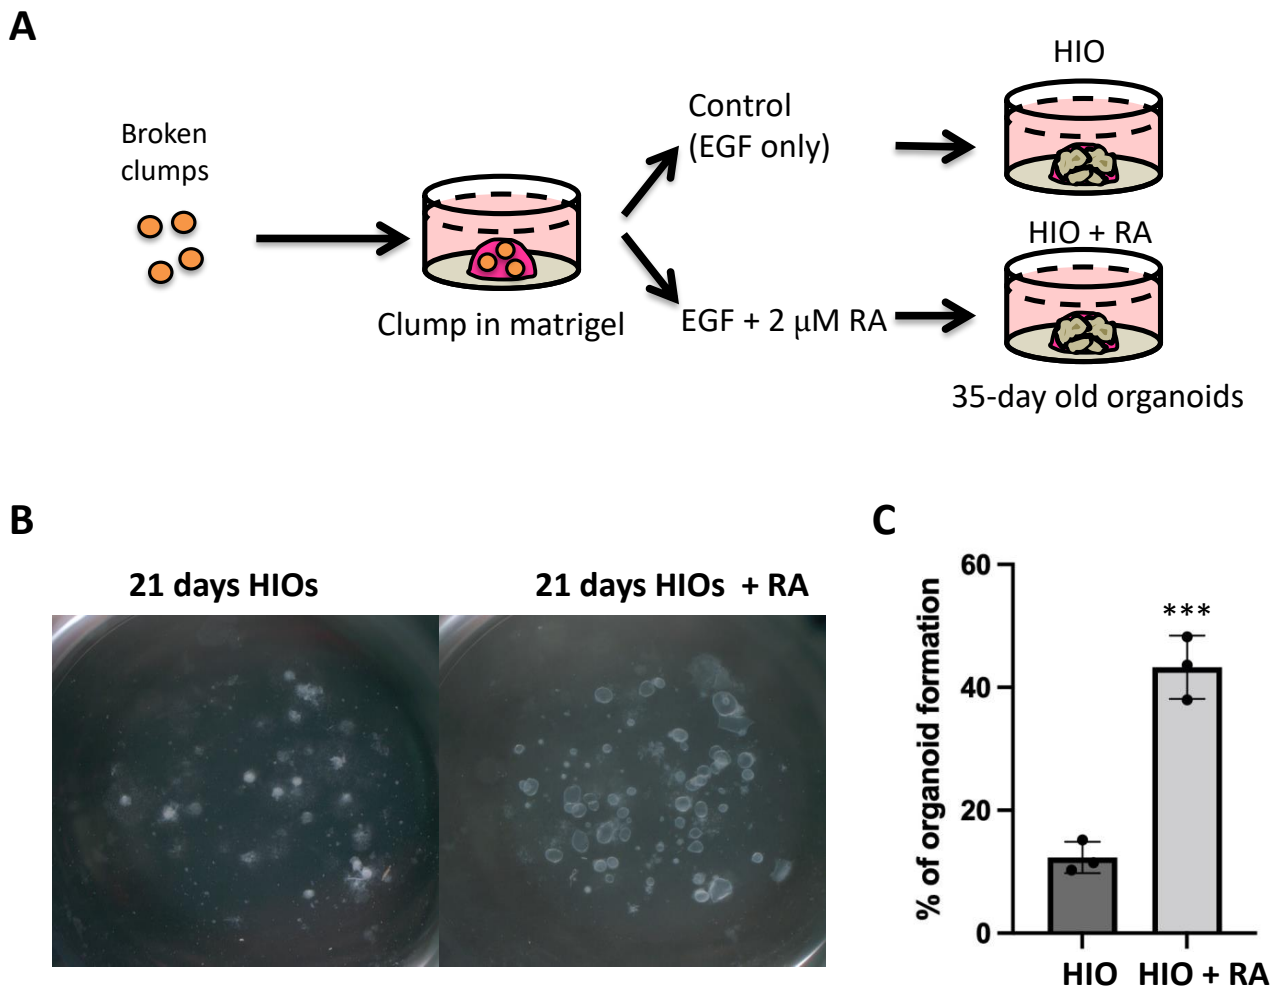 A
Broken
clumps
Clump in matrigel
Control
(EGF only)
EGF + 2 μM RA
HIO
HIO + RA
35-day old organoids
B
21 days HIOs
21 days HIOs + RA
C
% of organoid formation
60
40
20
0
***
HIO
HIO + RA